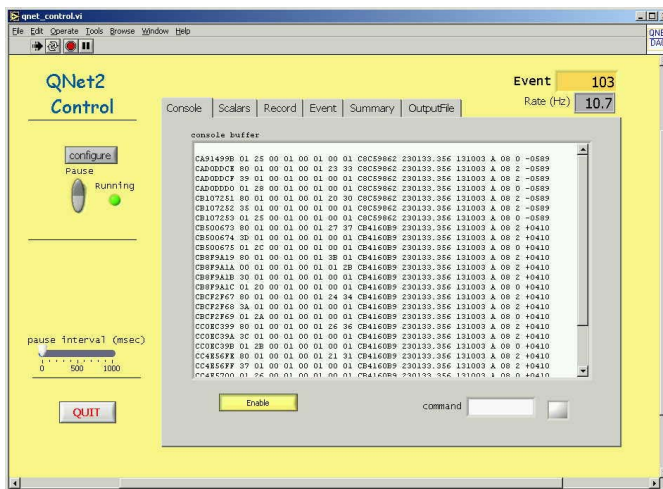 qnet_control.vi
File Edit Operate Tools Browse Window Help
QNet2
Control
Event 103
Rate (Hz) 10.7
Console Scalars Record Event Summary OutputFile
configure
Pause
Running
console buffer
CA91499B 01 25 00 01 00 01 00 01 C8C59862 230133.356 131003 A 08 0 -0589
CAD0DDCE 80 01 00 01 00 01 23 33 C8C59862 230133.356 131003 A 08 2 -0589
CAD0DDCF 39 01 00 01 00 01 00 01 C8C59862 230133.356 131003 A 08 2 -0589
CAD0DDD0 01 28 00 01 00 01 00 01 C8C59862 230133.356 131003 A 08 0 -0589
CB107251 80 01 00 01 00 01 20 30 C8C59862 230133.356 131003 A 08 2 -0589
CB107252 35 01 00 01 00 01 00 01 C8C59862 230133.356 131003 A 08 2 -0589
CB107253 01 25 00 01 00 01 00 01 C8C59862 230133.356 131003 A 08 0 -0589
CB500673 80 01 00 01 00 01 27 37 CB4160B9 230133.356 131003 A 08 2 +0410
CB500674 3D 01 00 01 00 01 00 01 CB4160B9 230133.356 131003 A 08 2 +0410
CB500675 01 2C 00 01 00 01 00 01 CB4160B9 230133.356 131003 A 08 0 +0410
CB8F9A19 80 01 00 01 00 01 3B 01 CB4160B9 230133.356 131003 A 08 2 +0410
CB8F9A1A 00 01 00 01 00 01 01 2B CB4160B9 230133.356 131003 A 08 2 +0410
CB8F9A1B 30 01 00 01 00 01 00 01 CB4160B9 230133.356 131003 A 08 2 +0410
CB8F9A1C 01 20 00 01 00 01 00 01 CB4160B9 230133.356 131003 A 08 0 +0410
CBCF2F67 80 01 00 01 00 01 24 34 CB4160B9 230133.356 131003 A 08 2 +0410
CBCF2F68 3A 01 00 01 00 01 00 01 CB4160B9 230133.356 131003 A 08 2 +0410
CBCF2F69 01 2A 00 01 00 01 00 01 CB4160B9 230133.356 131003 A 08 0 +0410
CC0EC399 80 01 00 01 00 01 26 36 CB4160B9 230133.356 131003 A 08 2 +0410
CC0EC39A 3C 01 00 01 00 01 00 01 CB4160B9 230133.356 131003 A 08 2 +0410
CC0EC39B 01 2B 00 01 00 01 00 01 CB4160B9 230133.356 131003 A 08 0 +0410
CC4E56FE 80 01 00 01 00 01 21 31 CB4160B9 230133.356 131003 A 08 2 +0410
CC4E56FF 37 01 00 01 00 01 00 01 CB4160B9 230133.356 131003 A 08 2 +0410
CC4E5700 01 26 00 01 00 01 00 01 CB4160B9 230133.356 131003 A 08 0 +0410
pause interval (msec)
0 500 1000
QUIT
Enable
command